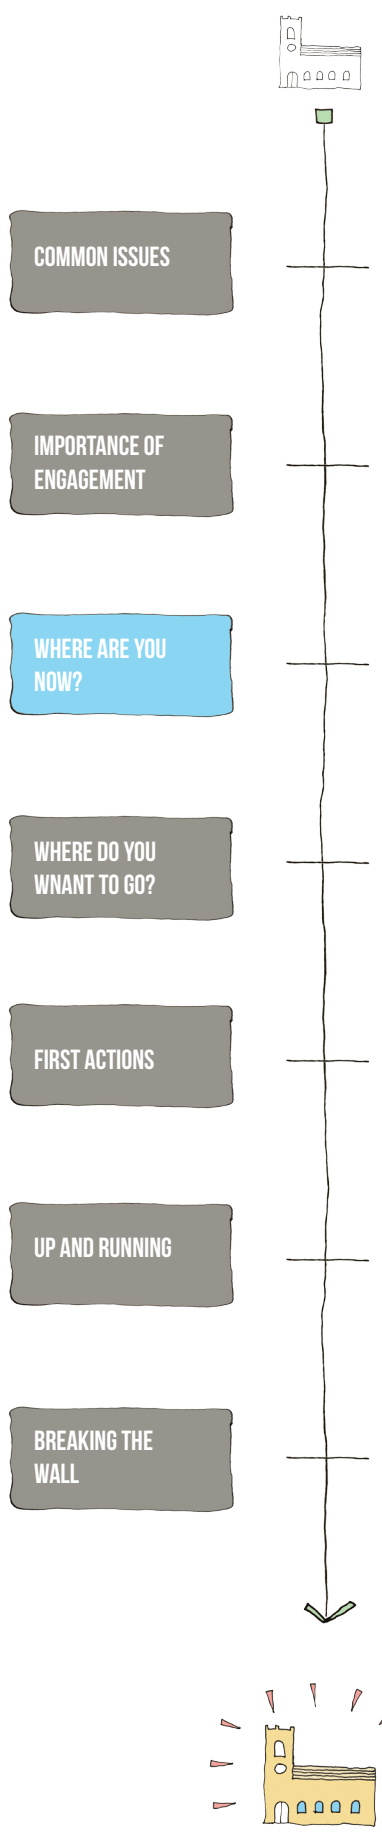 COMMON ISSUES
IMPORTANCE OF
ENGAGEMENT
WHERE ARE YOU
NOW?
WHERE DO YOU
WNANT TO GO?
FIRST ACTIONS
UP AND RUNNING
BREAKING THE
WALL